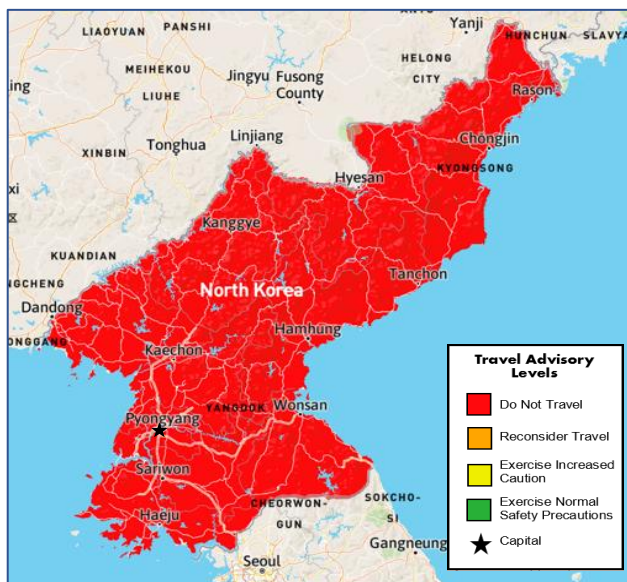 Yanji
LIAOYUAN
PANSHI
HUNCHUN
SLAVYA
HELONG
CITY
MEIHEKOU
Jingyu
Fusong
County
LIUHE
Rason
Linjiang
Tonghua
Chongjin
XINBIN
KYONGSONG
Hyesan
Kanggye
KUANDIAN
Tanchon
NGCHENG
North Korea
Dandong
Hamhung
ONGGANG
Kaechon
YANGDOK
Wonsan
Pyongyang
Sariwon
CHEORWON-
GUN
SOKCHO-
SI
Haeju
Seoul
Gangneung
Travel Advisory
Levels
Do Not Travel
Reconsider Travel
Exercise Increased
Caution
Exercise Normal
Safety Precautions
Capital